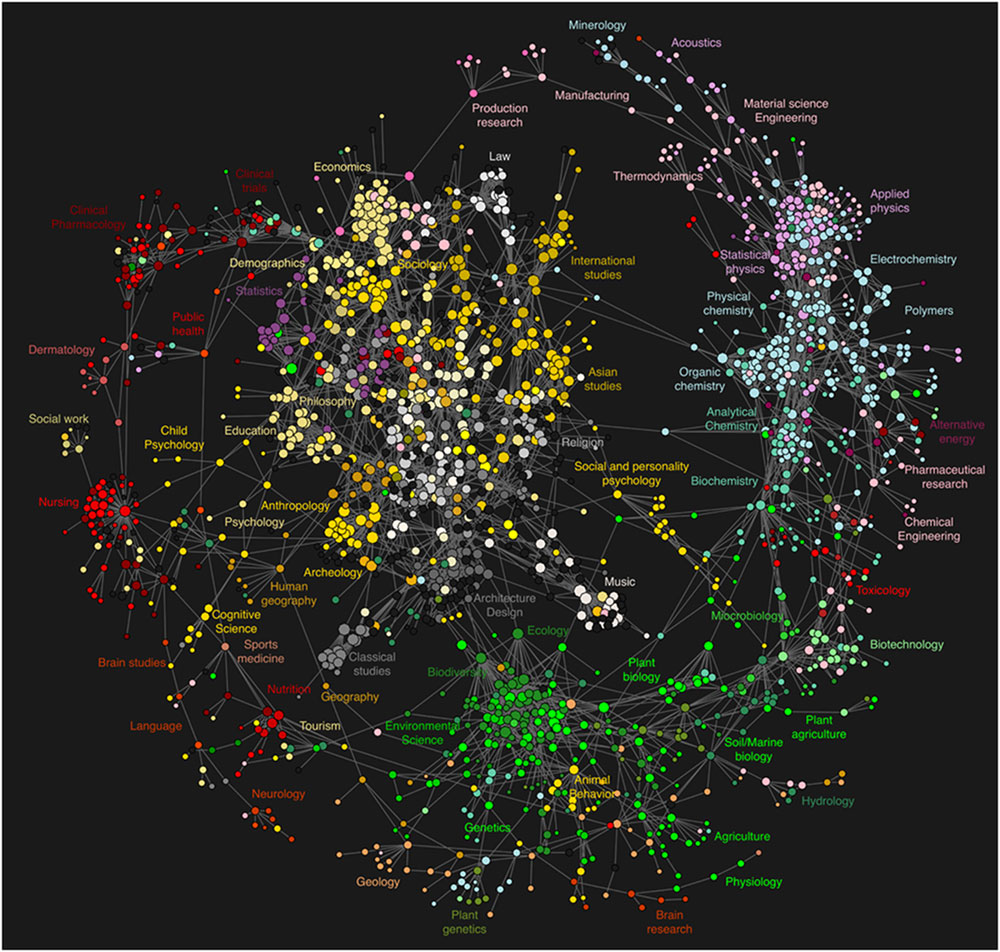 Minerology
Acoustics
Production
research
Manufacturing
Material science
Engineering
Law
Economics
Thermodynamics
Clinical
trials
Applied
physics
Clinical
Pharmacology
Demographics
Sociology
International
studies
Statistical
physics
Electrochemistry
Statistics
Physical
chemistry
Polymers
Public
health
Dermatology
Organic
chemistry
Asian
studies
Philosophy
Social work
Child
Psychology
Education
Religion
Analytical
Chemistry
Alternative
energy
Social and personality
psychology
Biochemistry
Pharmaceutical
research
Nursing
Anthropology
Psychology
Chemical
Engineering
Archeology
Human
geography
Architecture
Design
Music
Toxicology
Cognitive
Science
Miocrobiology
Ecology
Sports
medicine
Biotechnology
Brain studies
Classical
studies
Biodiversity
Plant
biology
Nutrition
Geography
Language
Tourism
Environmental
Science
Plant
agriculture
Soil/Marine
biology
Animal
Behavior
Neurology
Hydrology
Genetics
Agriculture
Geology
Physiology
Plant
genetics
Brain
research